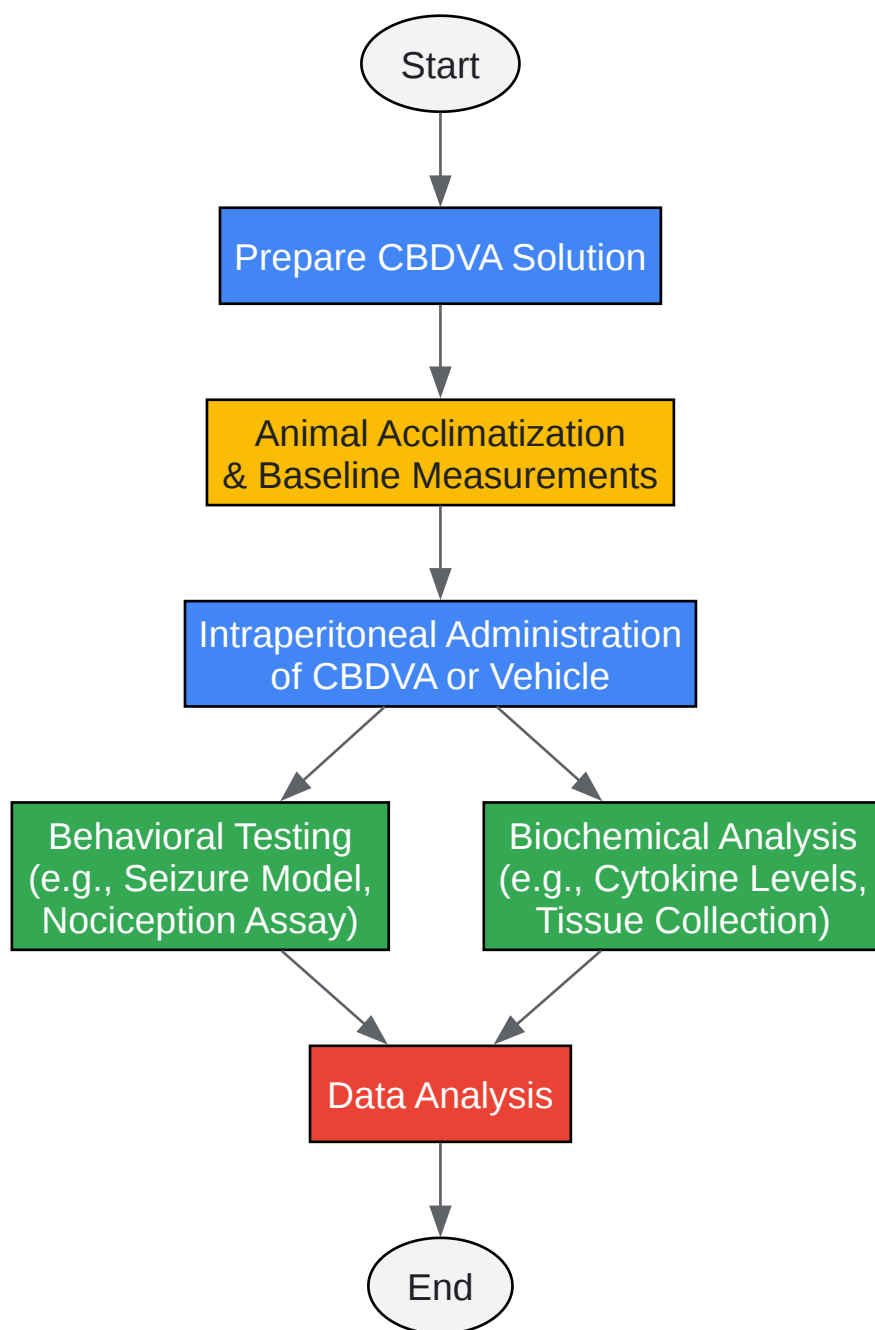 Start
Prepare CBDVA Solution
Animal Acclimatization
& Baseline Measurements
Intraperitoneal Administration
of CBDVA or Vehicle
Behavioral Testing
(e.g., Seizure Model,
Nociception Assay)
Biochemical Analysis
(e.g., Cytokine Levels,
Tissue Collection)
Data Analysis
End